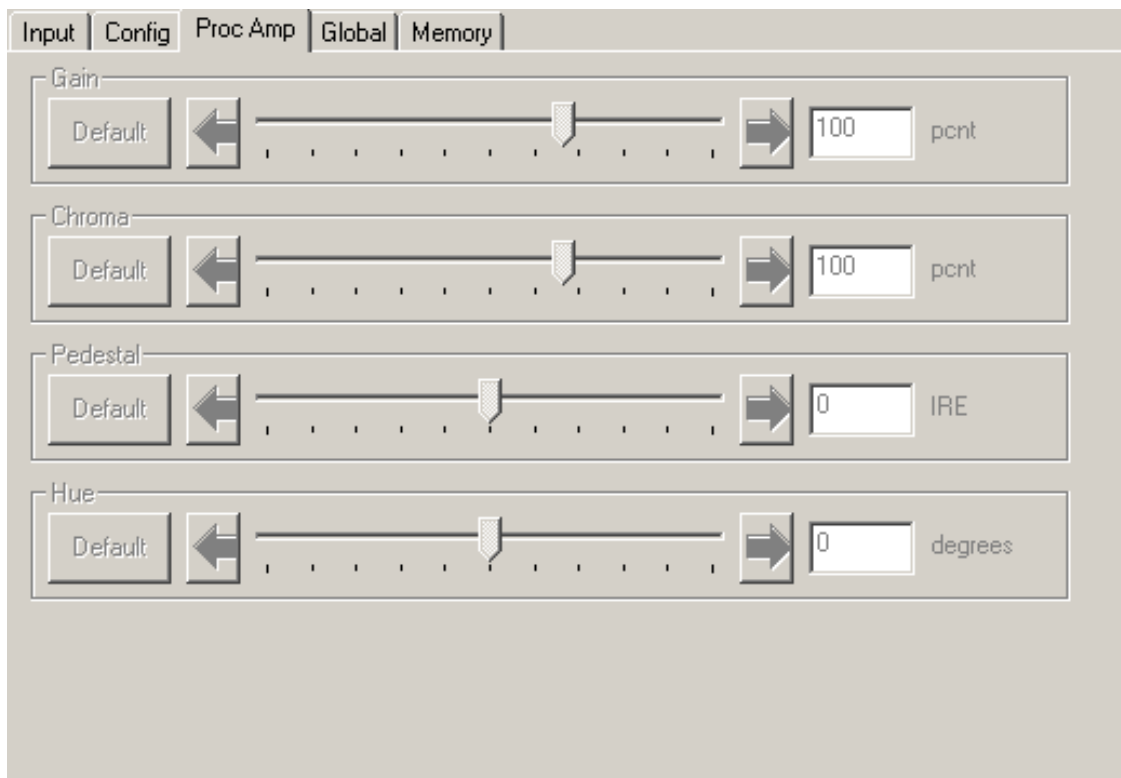 Input Config Proc Amp Global Memory
Gain
Default 100 pcnt
Chroma
Default 100 pcnt
Pedestal
Default 0 IRE
Hue
Default 0 degrees